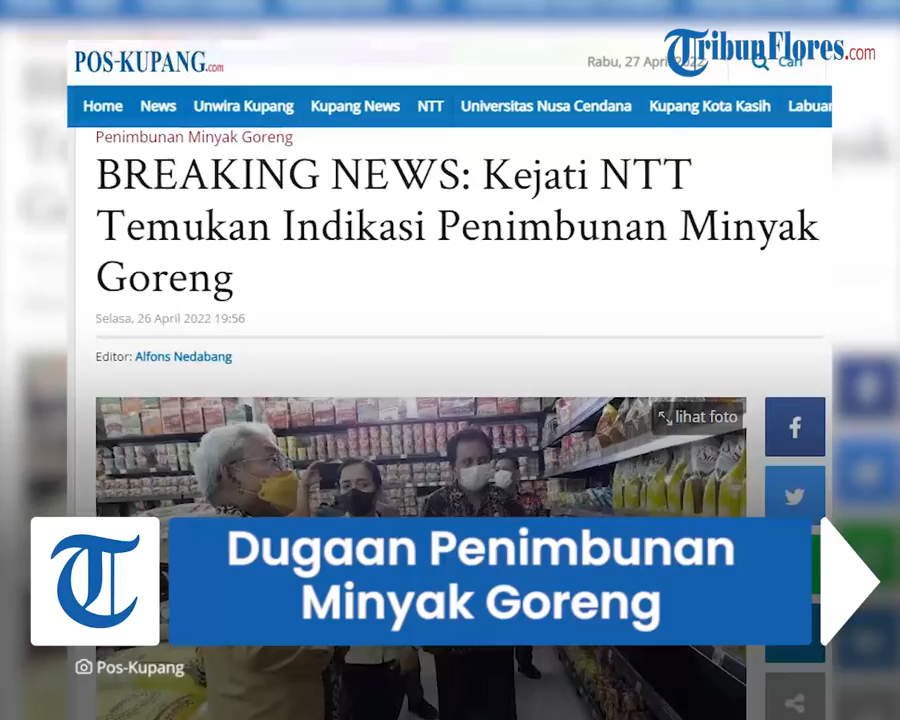 POS-KUPANG.com
Rabu, 27 April 2022
Cari
TribunFlores.com
Home News Unwira Kupang Kupang News NTT Universitas Nusa Cendana Kupang Kota Kasih Labuan
Penimbunan Minyak Goreng
BREAKING NEWS: Kejati NTT
Temukan Indikasi Penimbunan Minyak
Goreng
Selasa, 26 April 2022 19:56
Editor: Alfons Nedabang
lihat foto
Dugaan Penimbunan
Minyak Goreng
Pos-Kupang